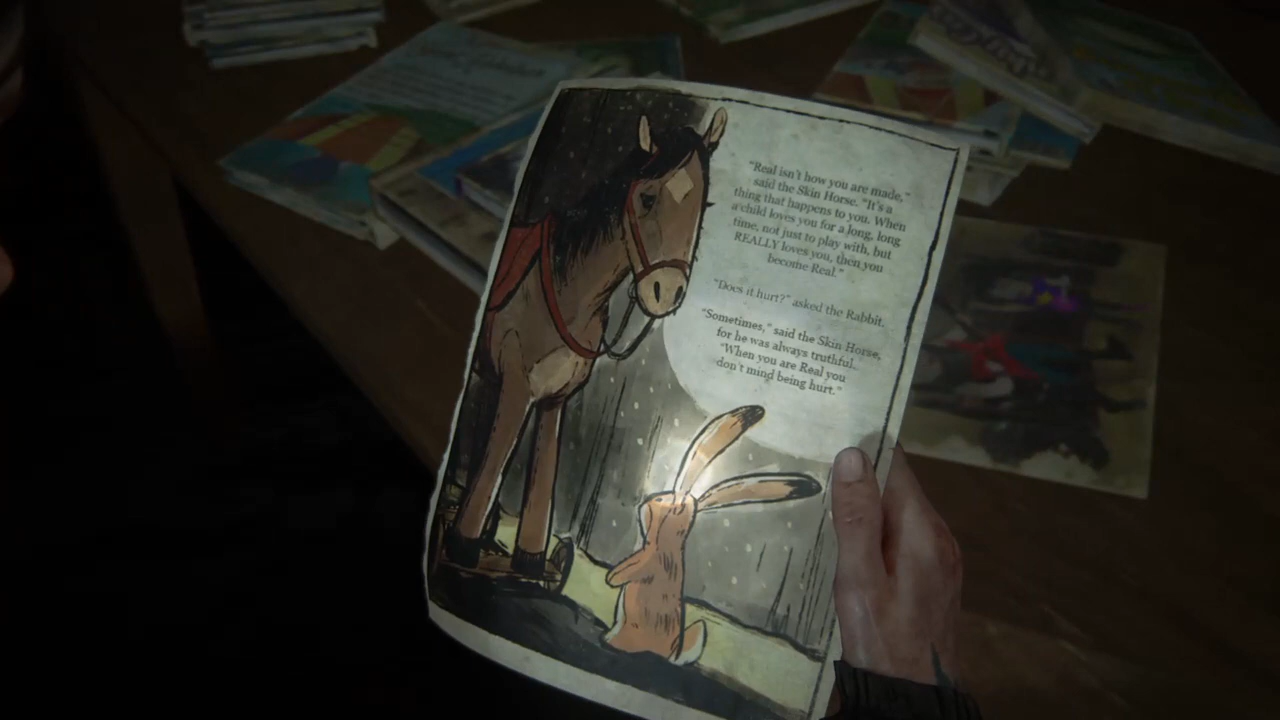 "Real isn't how you are made,"
said the Skin Horse. "It's a
thing that happens to you. When
a child loves you for a long, long
time, not just to play with, but
REALLY loves you, then you
become Real."
"Does it hurt?" asked the Rabbit.
"Sometimes," said the Skin Horse,
for he was always truthful.
"When you are Real you
don't mind being hurt."